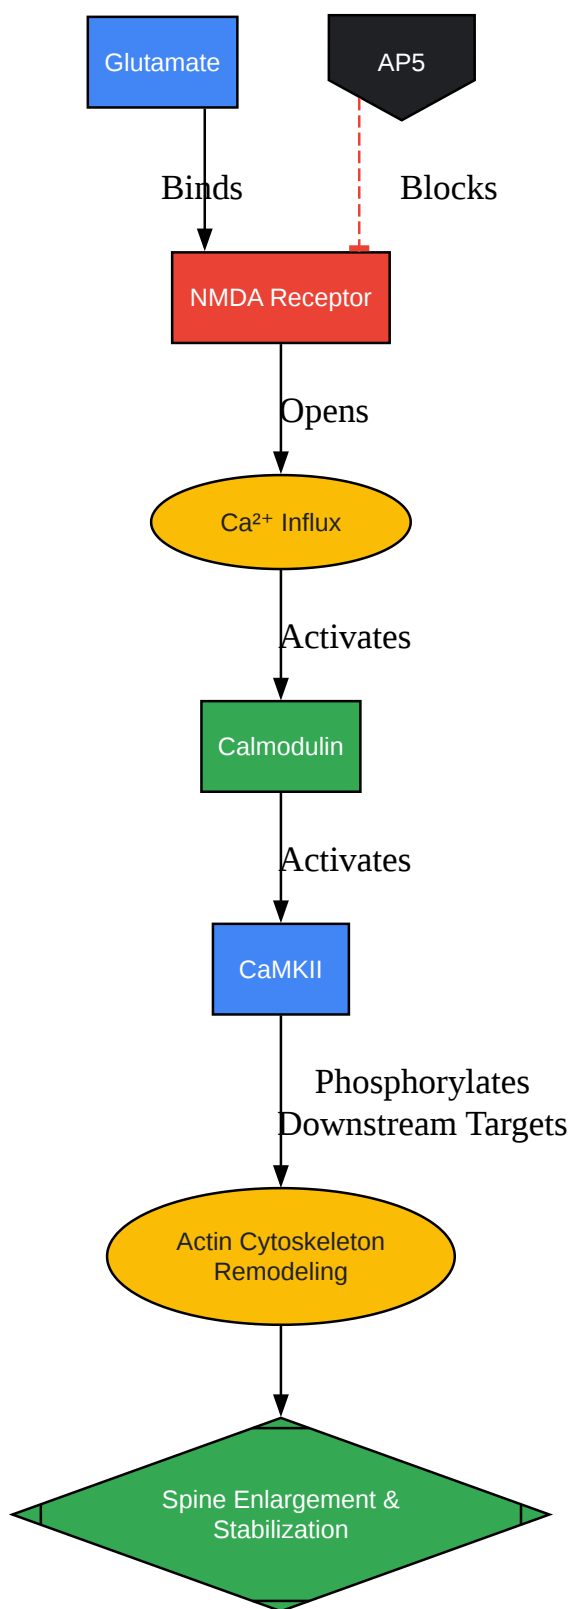 Glutamate
AP5
Binds
Blocks
NMDA Receptor
Opens
Ca²⁺ Influx
Activates
Calmodulin
Activates
CaMKII
Phosphorylates
Downstream Targets
Actin Cytoskeleton
Remodeling
Spine Enlargement &
Stabilization